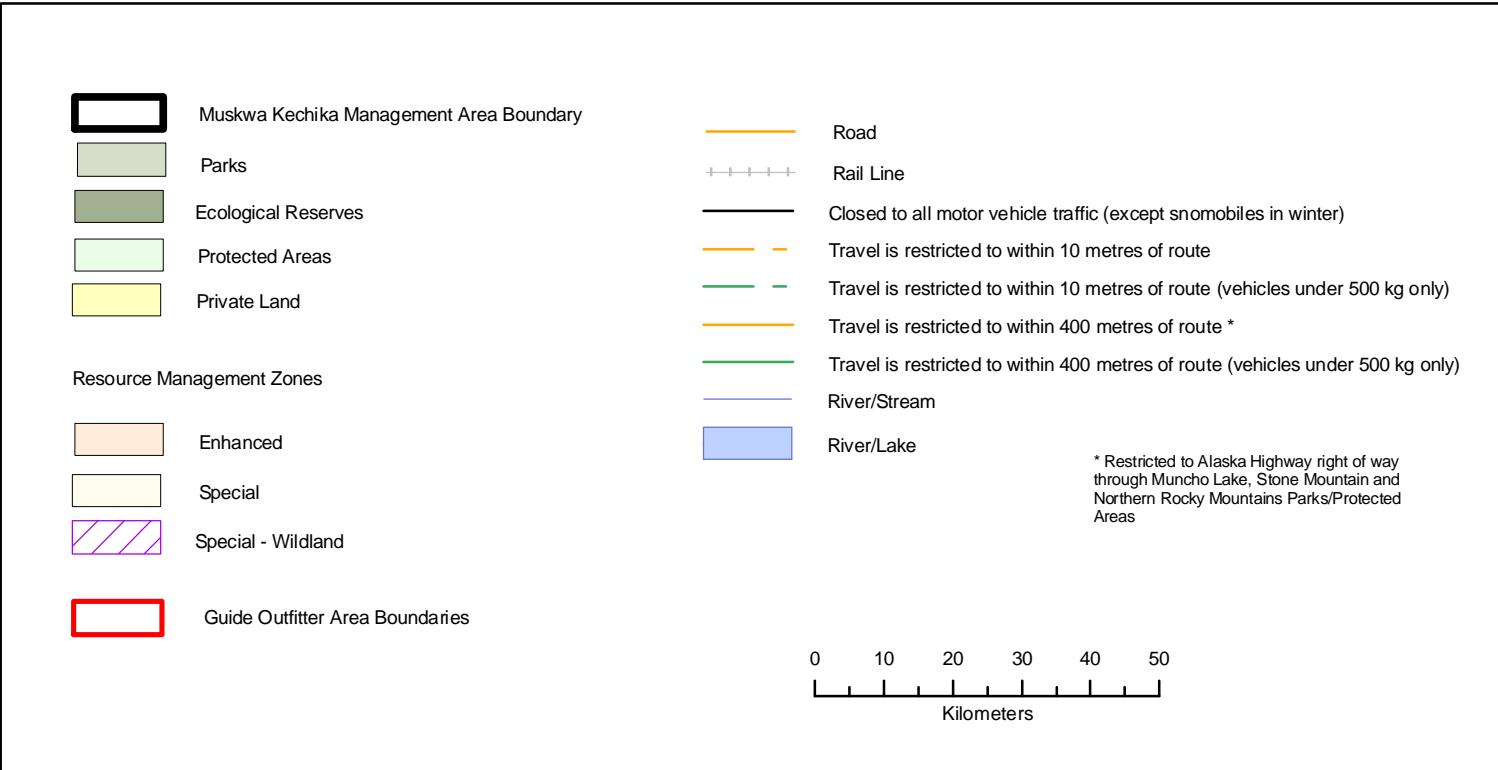 Muskwa Kechika Management Area Boundary
Parks
Ecological Reserves
Protected Areas
Private Land
Resource Management Zones
Enhanced
Special
Special - Wildland
Guide Outfitter Area Boundaries
Road
Rail Line
Closed to all motor vehicle traffic (except snomobiles in winter)
Travel is restricted to within 10 metres of route
Travel is restricted to within 10 metres of route (vehicles under 500 kg only)
Travel is restricted to within 400 metres of route *
Travel is restricted to within 400 metres of route (vehicles under 500 kg only)
River/Stream
River/Lake
* Restricted to Alaska Highway right of way
through Muncho Lake, Stone Mountain and
Northern Rocky Mountains Parks/Protected
Areas
0 10 20 30 40 50
Kilometers